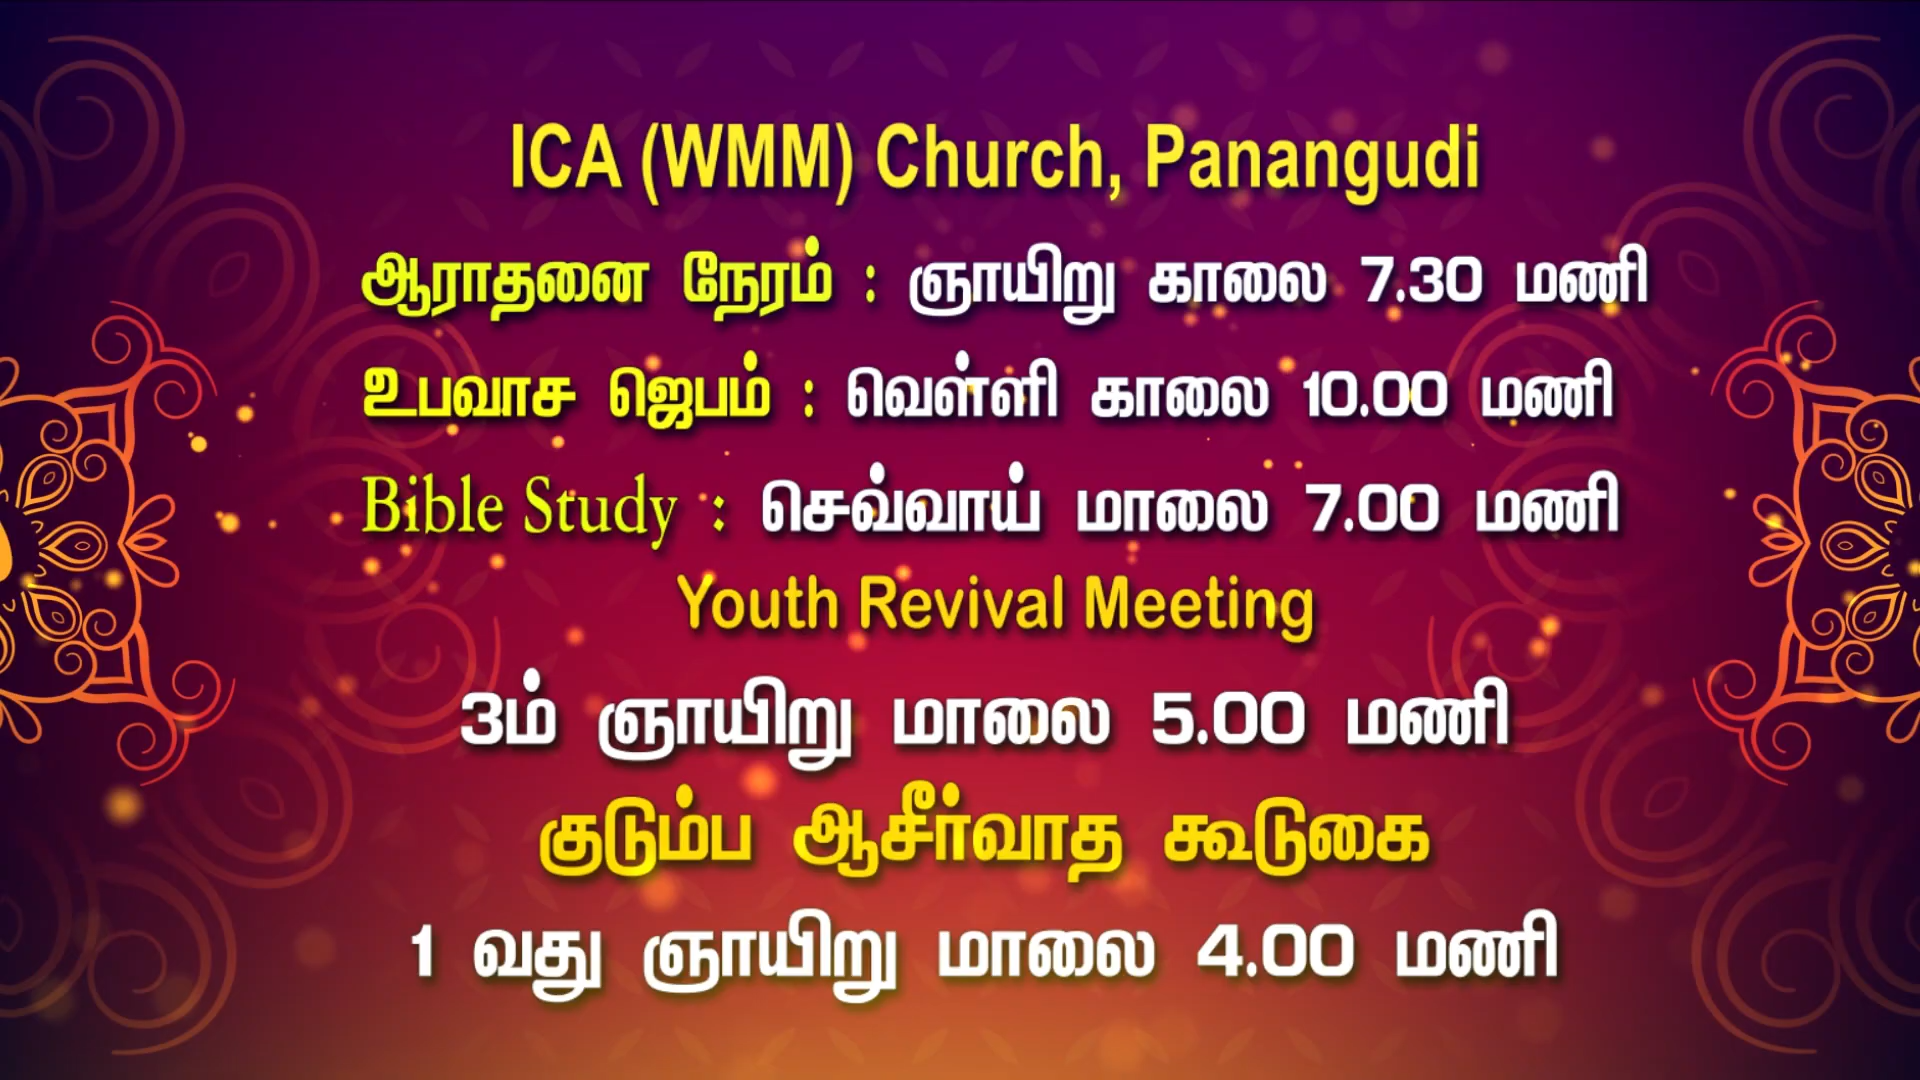 ICA (WMM) Church, Panangudi
ஆராதனை நேரம் : ஞாயிறு காலை 7.30 மணி
உபவாச ஜெபம் : வெள்ளி காலை 10.00 மணி
Bible Study : செவ்வாய் மாலை 7.00 மணி
Youth Revival Meeting
3ம் ஞாயிறு மாலை 5.00 மணி
குடும்ப ஆசீர்வாத கூடுகை
1 வது ஞாயிறு மாலை 4.00 மணி